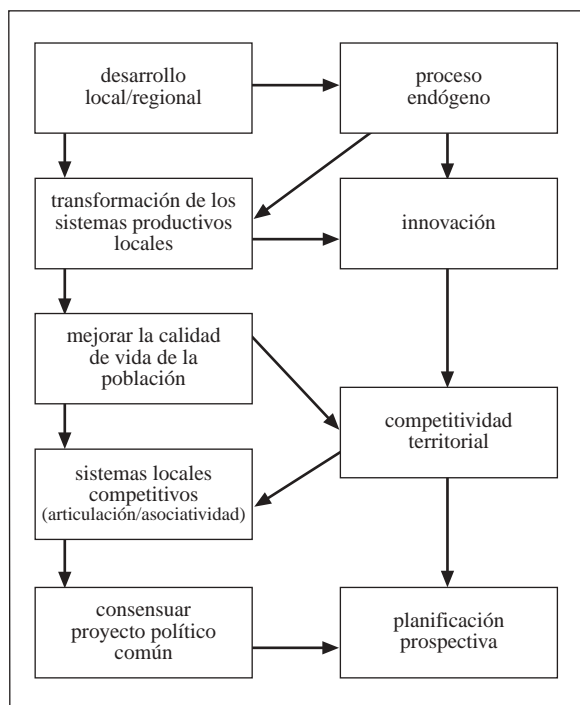 desarrollo
local/regional
proceso
endógeno
transformación de los
sistemas productivos
locales
innovación
mejorar la calidad
de vida de la
población
competitividad
territorial
sistemas locales
competitivos
(articulación/asociatividad)
consensuar
proyecto político
común
planificación
prospectiva